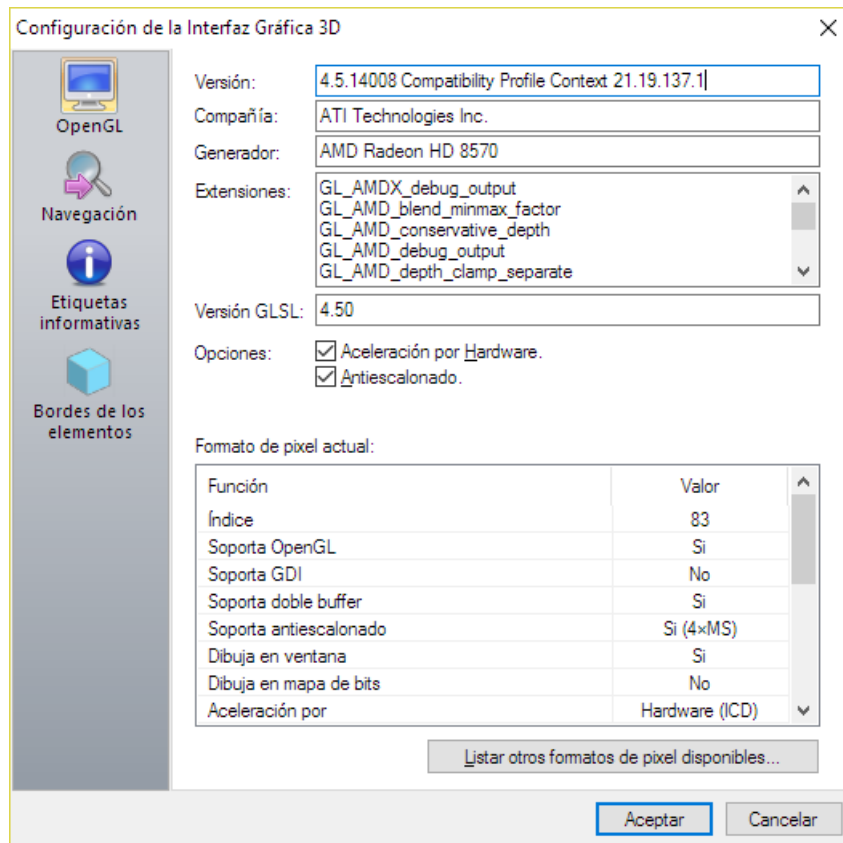 Configuración de la Interfaz Gráfica 3D
OpenGL
Navegación
Etiquetas
informativas
Bordes de los
elementos
Versión: 4.5.14008 Compatibility Profile Context 21.19.137.1
Compañía: ATI Technologies Inc.
Generador: AMD Radeon HD 8570
Extensiones: GL_AMDX_debug_output
GL_AMD_blend_minmax_factor
GL_AMD_conservative_depth
GL_AMD_debug_output
GL_AMD_depth_clamp_separate
Versión GLSL: 4.50
Opciones: Aceleración por Hardware.
Antiescalonado.
Formato de pixel actual:
Función Valor
Índice 83
Soporta OpenGL Si
Soporta GDI No
Soporta doble buffer Si
Soporta antiescalonado Si (4×MS)
Dibuja en ventana Si
Dibuja en mapa de bits No
Aceleración por Hardware (ICD)
Listar otros formatos de pixel disponibles...
Aceptar Cancelar